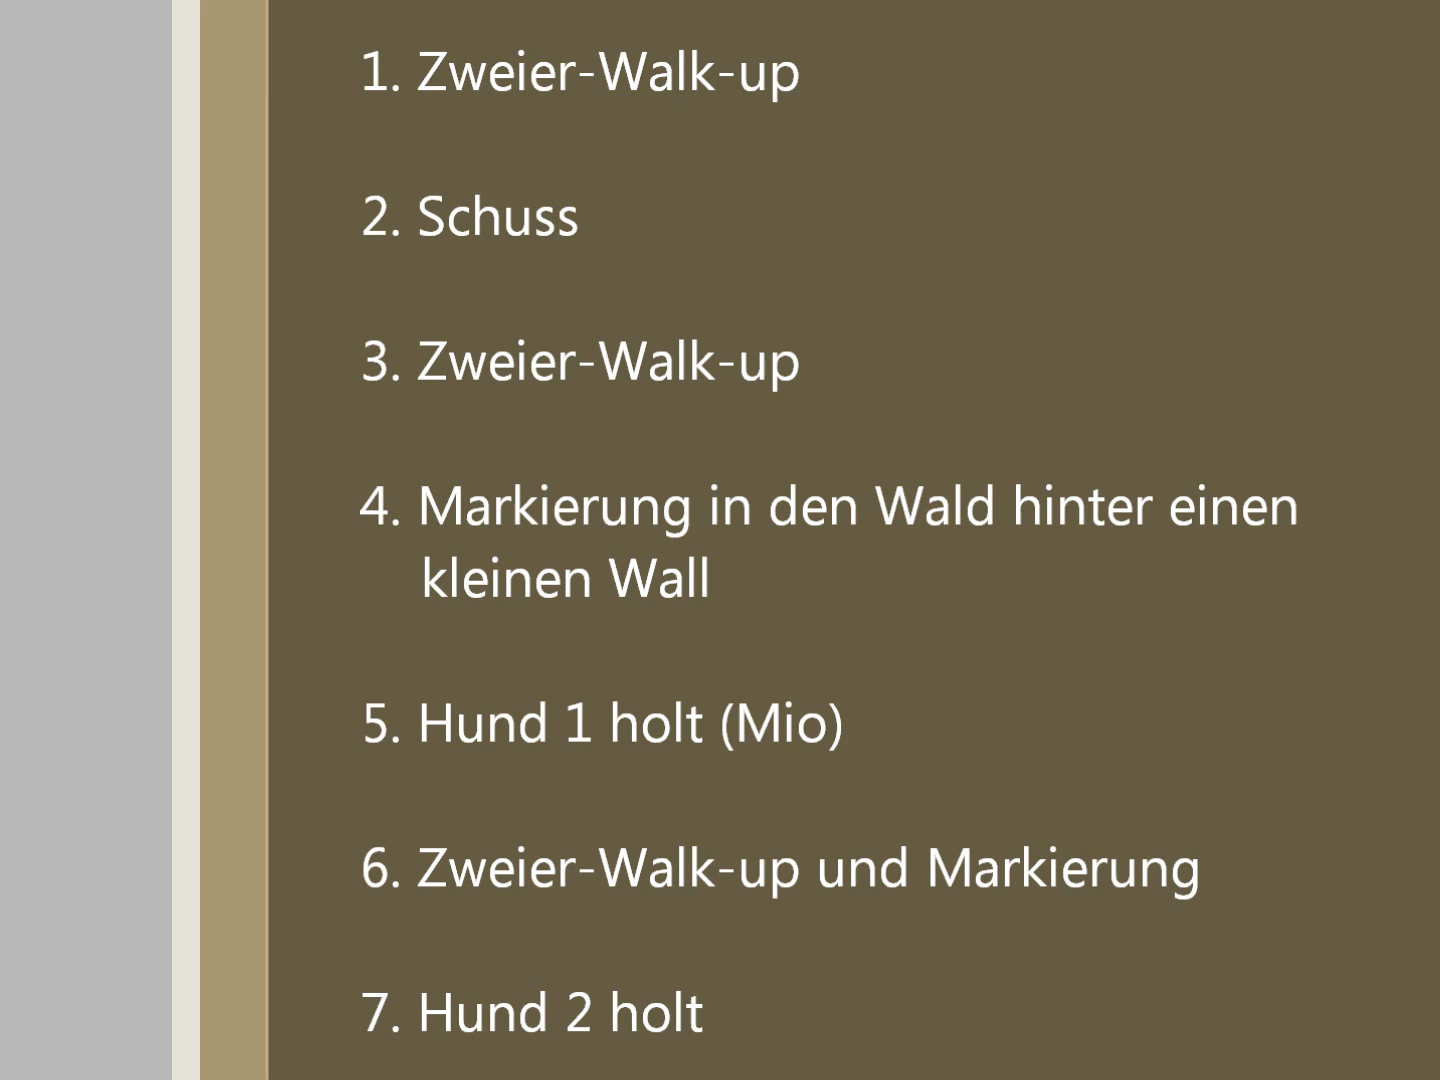 1. Zweier-Walk-up
2. Schuss
3. Zweier-Walk-up
4. Markierung in den Wald hinter einen
kleinen Wall
5. Hund 1 holt (Mio)
6. Zweier-Walk-up und Markierung
7. Hund 2 holt